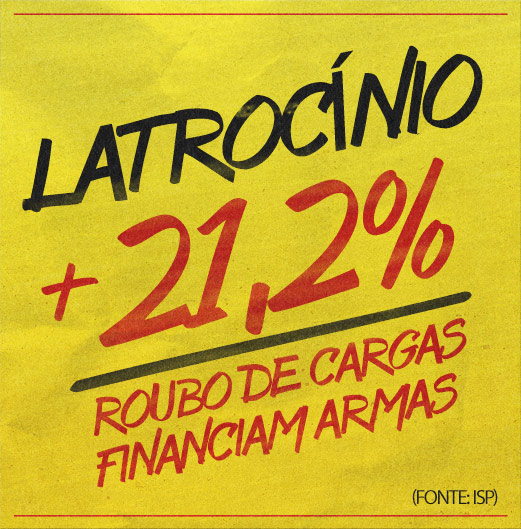 LATROCÍNIO
+ 21,2%
ROUBO DE CARGAS
FINANCIAM ARMAS
(FONTE: ISP)